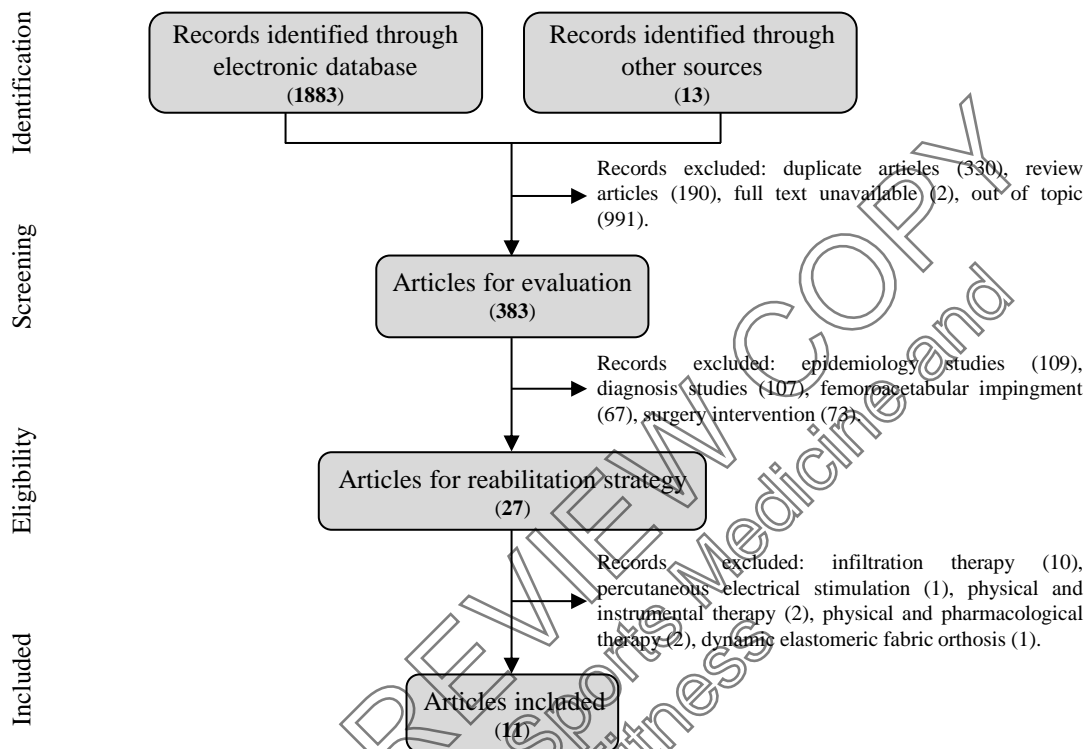 Identification
Records identified through
electronic database
(1883)
Records identified through
other sources
(13)
Records excluded: duplicate articles (330), review
articles (190), full text unavailable (2), out of topic
(991).
Screening
Articles for evaluation
(383)
Records excluded: epidemiology studies (109),
diagnosis studies (107), femoroacetabular impingment
(67), surgery intervention (73).
Eligibility
Articles for reabilitation strategy
(27)
Records excluded: infiltration therapy (10),
percutaneous electrical stimulation (1), physical and
instrumental therapy (2), physical and pharmacological
therapy (2), dynamic elastomeric fabric orthosis (1).
Included
Articles included
(11)
REVIEW COPY
Sports Medicine and
Fitness